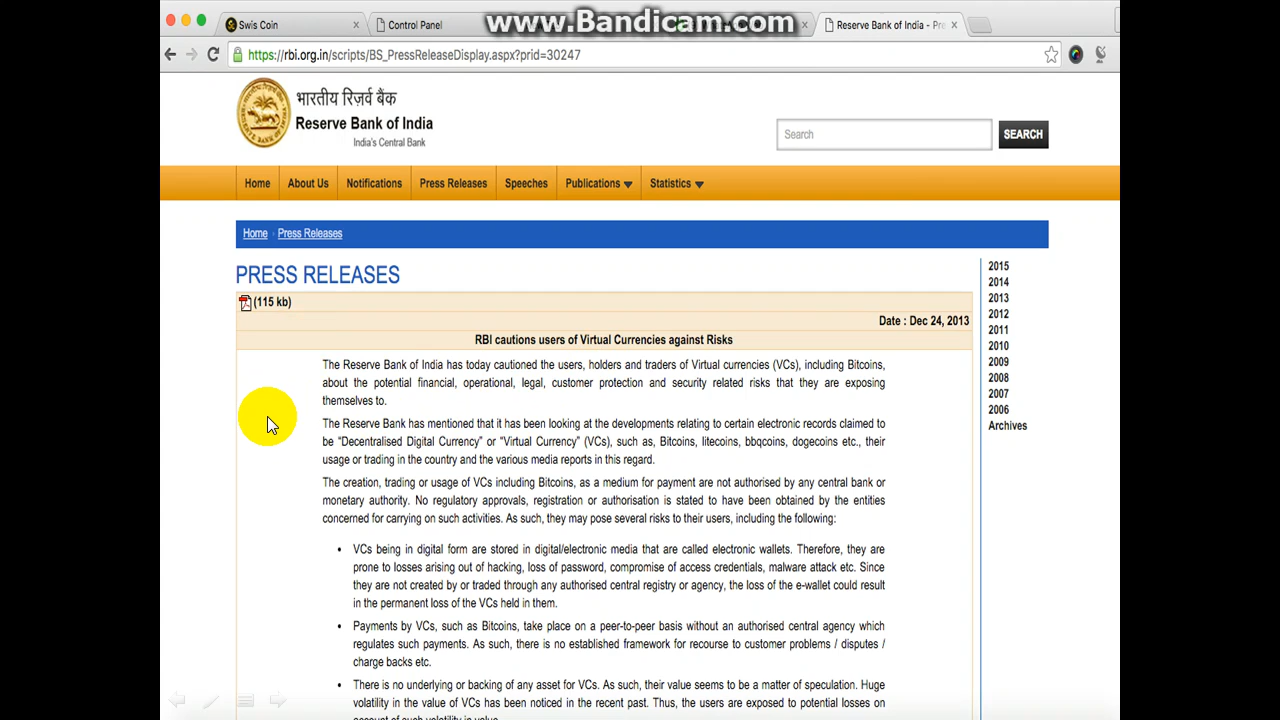 www.Bandicam.com
Swis Coin
Control Panel
Reserve Bank of India - Pre
https://rbi.org.in/scripts/BS_PressReleaseDisplay.aspx?prid=30247
भारतीय रिज़र्व बैंक
Reserve Bank of India
India's Central Bank
Search
SEARCH
Home About Us Notifications Press Releases Speeches Publications Statistics
Home Press Releases
PRESS RELEASES
(115 kb)
Date : Dec 24, 2013
RBI cautions users of Virtual Currencies against Risks
The Reserve Bank of India has today cautioned the users, holders and traders of Virtual currencies (VCs), including Bitcoins,
about the potential financial, operational, legal, customer protection and security related risks that they are exposing
themselves to.
The Reserve Bank has mentioned that it has been looking at the developments relating to certain electronic records claimed to
be “Decentralised Digital Currency” or “Virtual Currency” (VCs), such as, Bitcoins, litecoins, bbqcoins, dogecoins etc., their
usage or trading in the country and the various media reports in this regard.
The creation, trading or usage of VCs including Bitcoins, as a medium for payment are not authorised by any central bank or
monetary authority. No regulatory approvals, registration or authorisation is stated to have been obtained by the entities
concerned for carrying on such activities. As such, they may pose several risks to their users, including the following:
• VCs being in digital form are stored in digital/electronic media that are called electronic wallets. Therefore, they are
prone to losses arising out of hacking, loss of password, compromise of access credentials, malware attack etc. Since
they are not created by or traded through any authorised central registry or agency, the loss of the e-wallet could result
in the permanent loss of the VCs held in them.
• Payments by VCs, such as Bitcoins, take place on a peer-to-peer basis without an authorised central agency which
regulates such payments. As such, there is no established framework for recourse to customer problems / disputes /
charge backs etc.
• There is no underlying or backing of any asset for VCs. As such, their value seems to be a matter of speculation. Huge
volatility in the value of VCs has been noticed in the recent past. Thus, the users are exposed to potential losses on
account of such volatility in value.
2015
2014
2013
2012
2011
2010
2009
2008
2007
2006
Archives